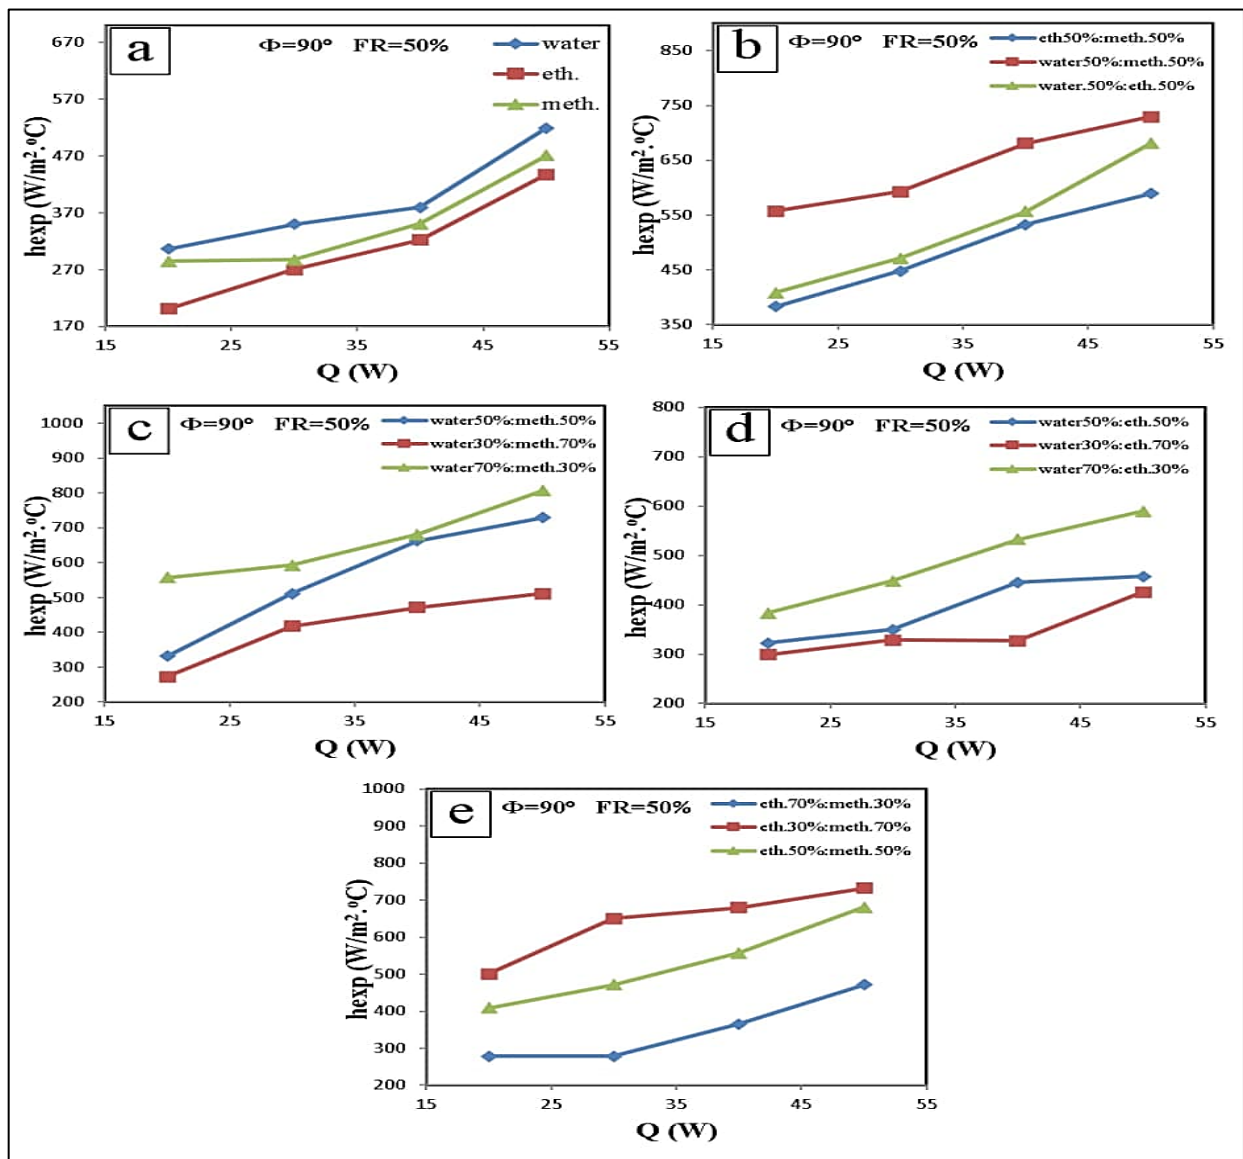 a
Φ=90° FR=50%
water
eth.
meth.
670
570
470
370
270
170
15 25 35 45 55
hexp (W/m².ºC)
Q (W)
b
Φ=90° FR=50%
eth50%:meth.50%
water50%:meth.50%
water.50%:eth.50%
850
750
650
550
450
350
15 25 35 45 55
hexp (W/m².ºC)
Q (W)
c
Φ=90° FR=50%
water50%:meth.50%
water30%:meth.70%
water70%:meth.30%
1000
900
800
700
600
500
400
300
200
15 25 35 45 55
hexp (W/m².ºC)
Q (W)
d
Φ=90° FR=50%
water50%:eth.50%
water30%:eth.70%
water70%:eth.30%
800
700
600
500
400
300
200
15 25 35 45 55
hexp (W/m².ºC)
Q (W)
e
Φ=90° FR=50%
eth.70%:meth.30%
eth.30%:meth.70%
eth.50%:meth.50%
1000
900
800
700
600
500
400
300
200
15 25 35 45 55
hexp (W/m².ºC)
Q (W)